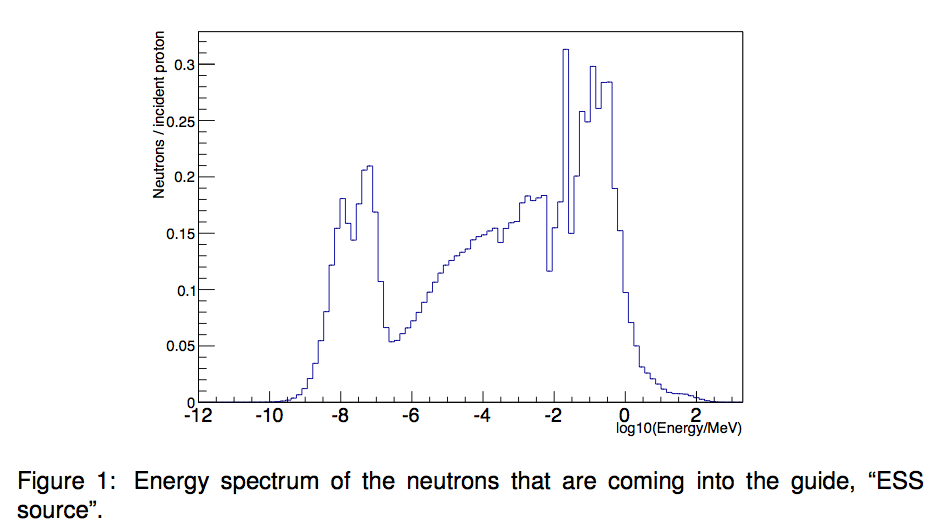 Neutrons / incident proton
0.3
0.25
0.2
0.15
0.1
0.05
0
-12 -10 -8 -6 -4 -2 0 2
log10(Energy/MeV)
Figure 1: Energy spectrum of the neutrons that are coming into the guide, “ESS
source”.